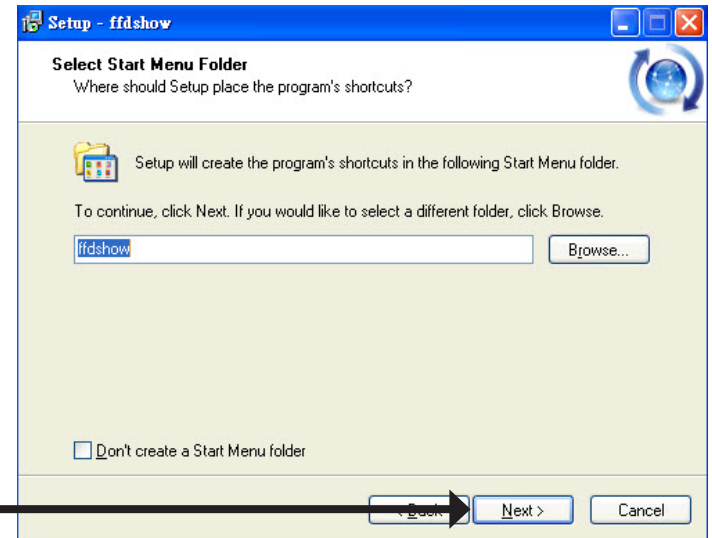 Setup - ffdshow
Select Start Menu Folder
Where should Setup place the program's shortcuts?
Setup will create the program's shortcuts in the following Start Menu folder.
To continue, click Next. If you would like to select a different folder, click Browse.
ffdshow
Browse...
Don't create a Start Menu folder
< Back
Next >
Cancel